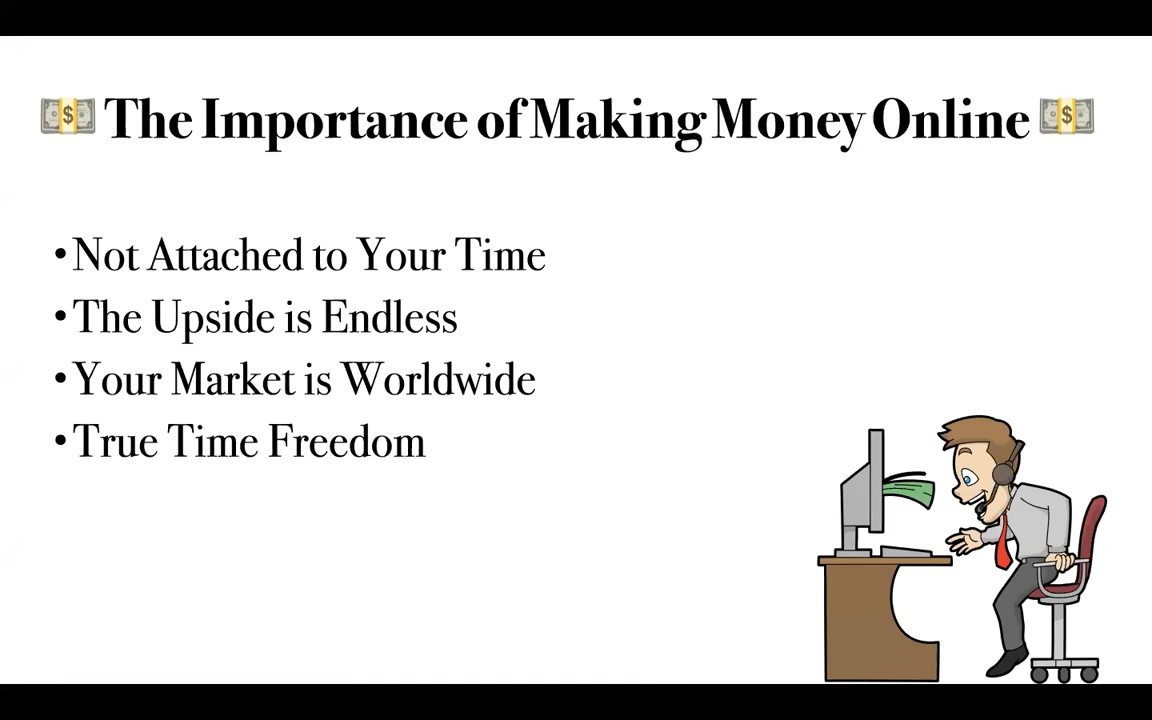 💵 The Importance of Making Money Online 💵
• Not Attached to Your Time
• The Upside is Endless
• Your Market is Worldwide
• True Time Freedom